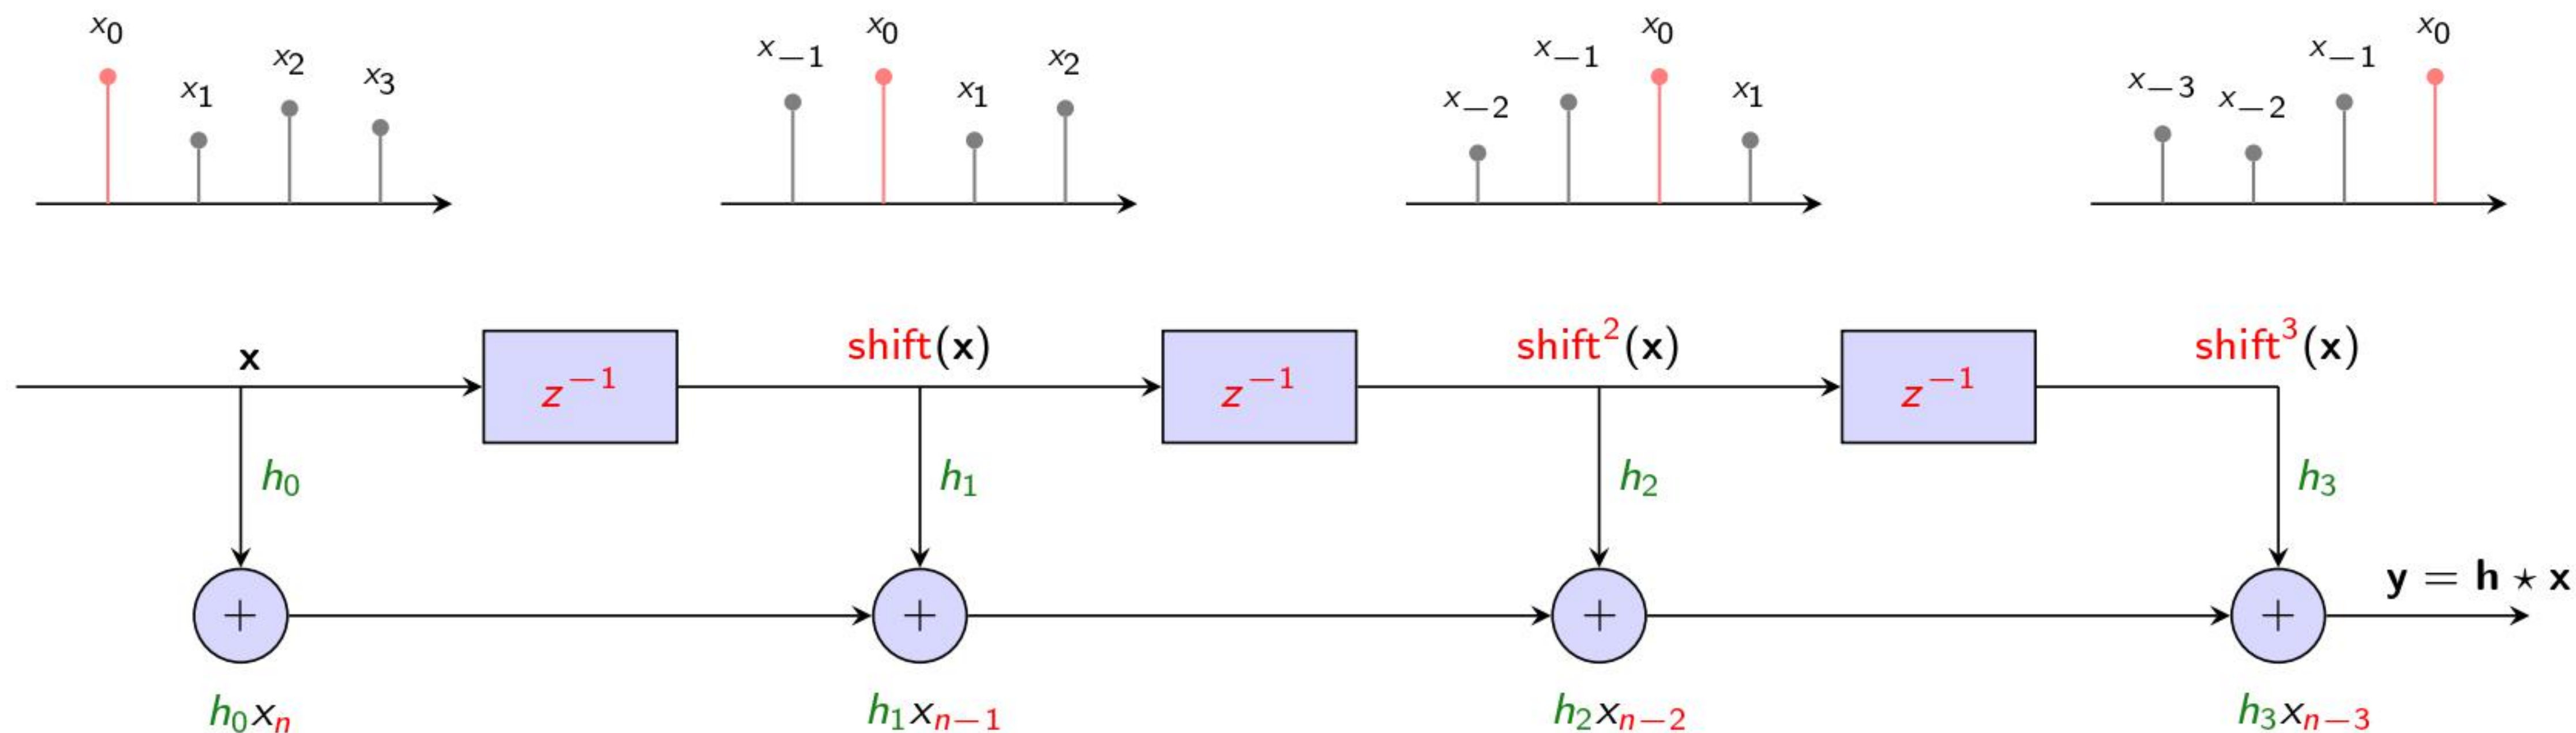 x₀ x₁ x₂ x₃
x₋₁ x₀ x₁ x₂
x₋₂ x₋₁ x₀ x₁
x₋₃ x₋₂ x₋₁ x₀
x z⁻¹ shift(x) z⁻¹ shift²(x) z⁻¹ shift³(x)
h₀ h₁ h₂ h₃
+ + + + y = h ⋆ x
h₀xₙ h₁xₙ₋₁ h₂xₙ₋₂ h₃xₙ₋₃